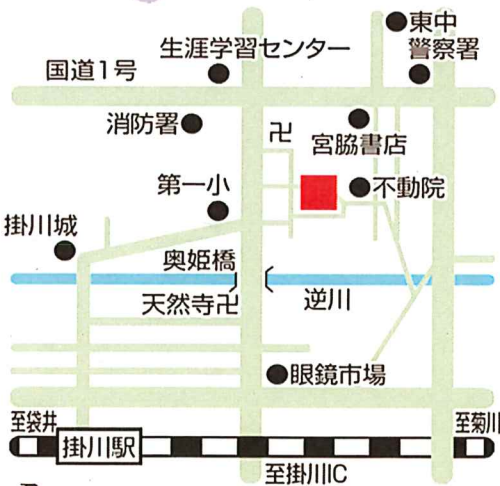 東中
生涯学習センター
警察署
国道1号
消防署
卍
宮脇書店
第一小
不動院
掛川城
奥姫橋
天然寺卍
逆川
眼鏡市場
至袋井
至菊川
掛川駅
至掛川IC